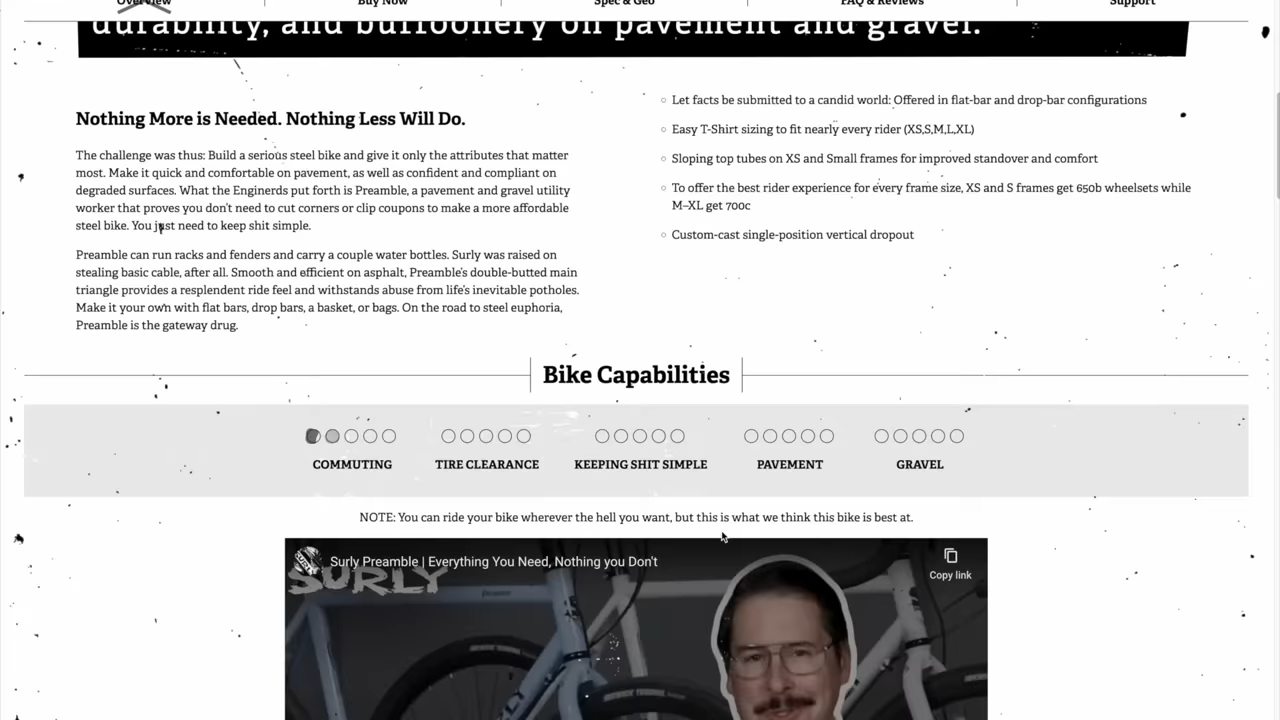 Overview
Buy Now
Spec & Geo
FAQ & Reviews
Support
durability, and buffoonery on pavement and gravel.
Nothing More is Needed. Nothing Less Will Do.
The challenge was thus: Build a serious steel bike and give it only the attributes that matter
most. Make it quick and comfortable on pavement, as well as confident and compliant on
degraded surfaces. What the Enginerds put forth is Preamble, a pavement and gravel utility
worker that proves you don't need to cut corners or clip coupons to make a more affordable
steel bike. You just need to keep shit simple.
Preamble can run racks and fenders and carry a couple water bottles. Surly was raised on
stealing basic cable, after all. Smooth and efficient on asphalt, Preamble's double-butted main
triangle provides a resplendent ride feel and withstands abuse from life's inevitable potholes.
Make it your own with flat bars, drop bars, a basket, or bags. On the road to steel euphoria,
Preamble is the gateway drug.
Let facts be submitted to a candid world: Offered in flat-bar and drop-bar configurations
Easy T-Shirt sizing to fit nearly every rider (XS,S,M,L,XL)
Sloping top tubes on XS and Small frames for improved standover and comfort
To offer the best rider experience for every frame size, XS and S frames get 650b wheelsets while
M–XL get 700c
Custom-cast single-position vertical dropout
Bike Capabilities
COMMUTING
TIRE CLEARANCE
KEEPING SHIT SIMPLE
PAVEMENT
GRAVEL
NOTE: You can ride your bike wherever the hell you want, but this is what we think this bike is best at.
Surly Preamble | Everything You Need, Nothing you Don't
Copy link
SURLY